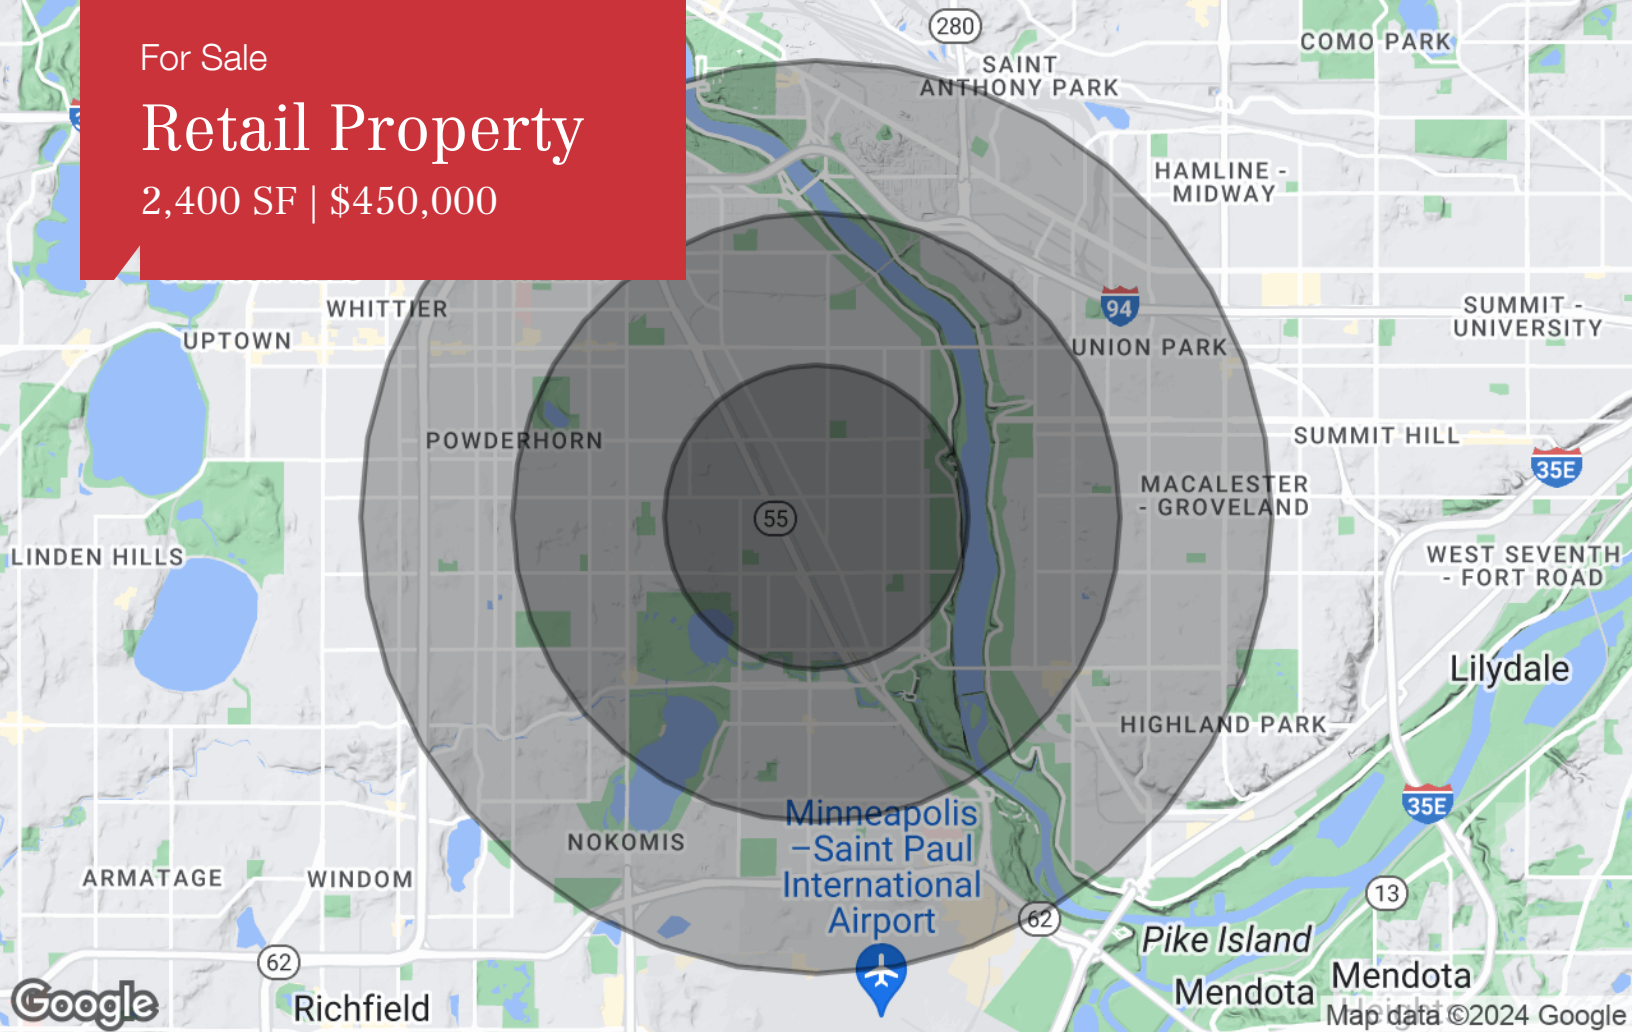 For Sale
Retail Property
2,400 SF | $450,000
280
SAINT
ANTHONY PARK
COMO PARK
HAMLINE -
MIDWAY
WHITTIER
UPTOWN
94
UNION PARK
SUMMIT -
UNIVERSITY
POWDERHORN
SUMMIT HILL
35E
MACALESTER
- GROVELAND
55
LINDEN HILLS
WEST SEVENTH
- FORT ROAD
Lilydale
HIGHLAND PARK
35E
NOKOMIS
Minneapolis
–Saint Paul
International
Airport
ARMATAGE
WINDOM
13
62
62
Pike Island
Mendota
Mendota
Heights
Richfield
Google
Map data ©2024 Google